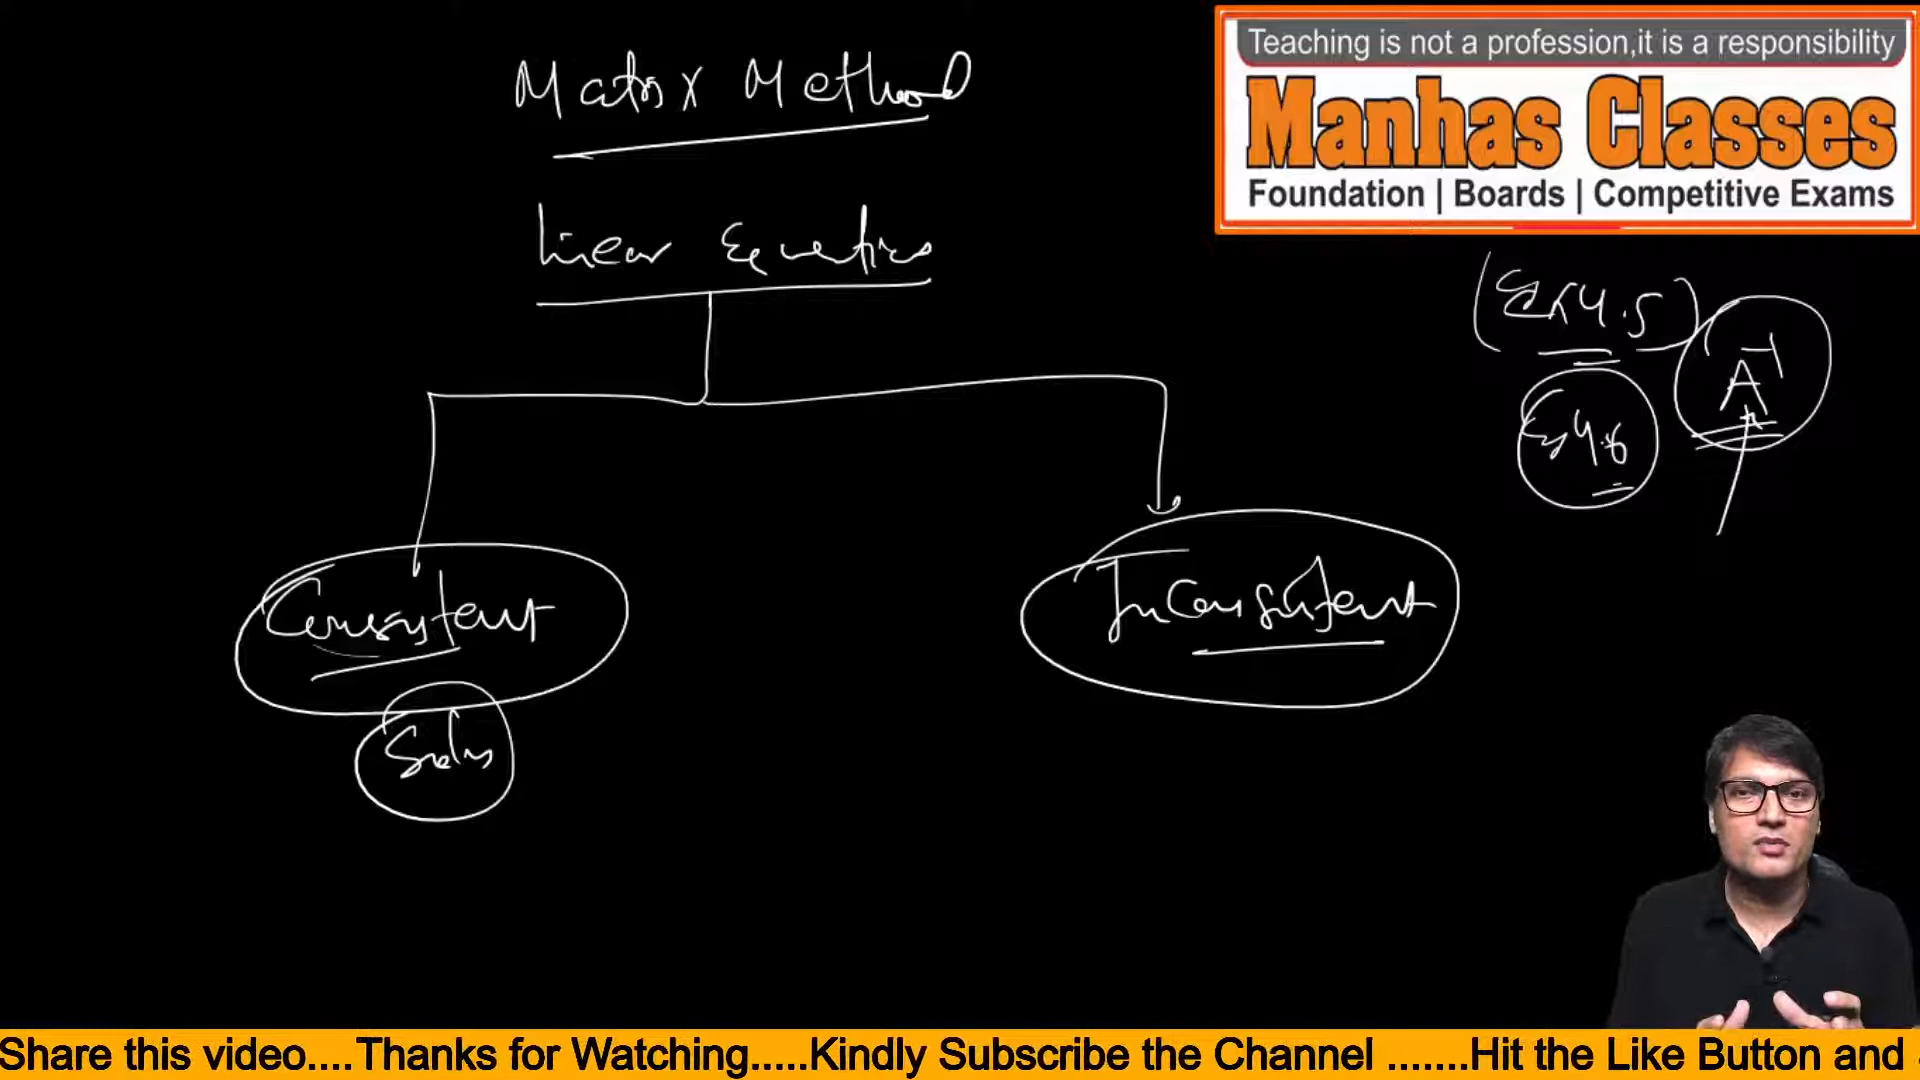 Matrix Method
Teaching is not a profession,it is a responsibility
Manhas Classes
Foundation | Boards | Competitive Exams
Linear Equations
(Ex 4.5)
A⁻¹
Ex 4.6
Consistent
Inconsistent
Soln
Share this video....Thanks for Watching.....Kindly Subscribe the Channel .......Hit the Like Button and